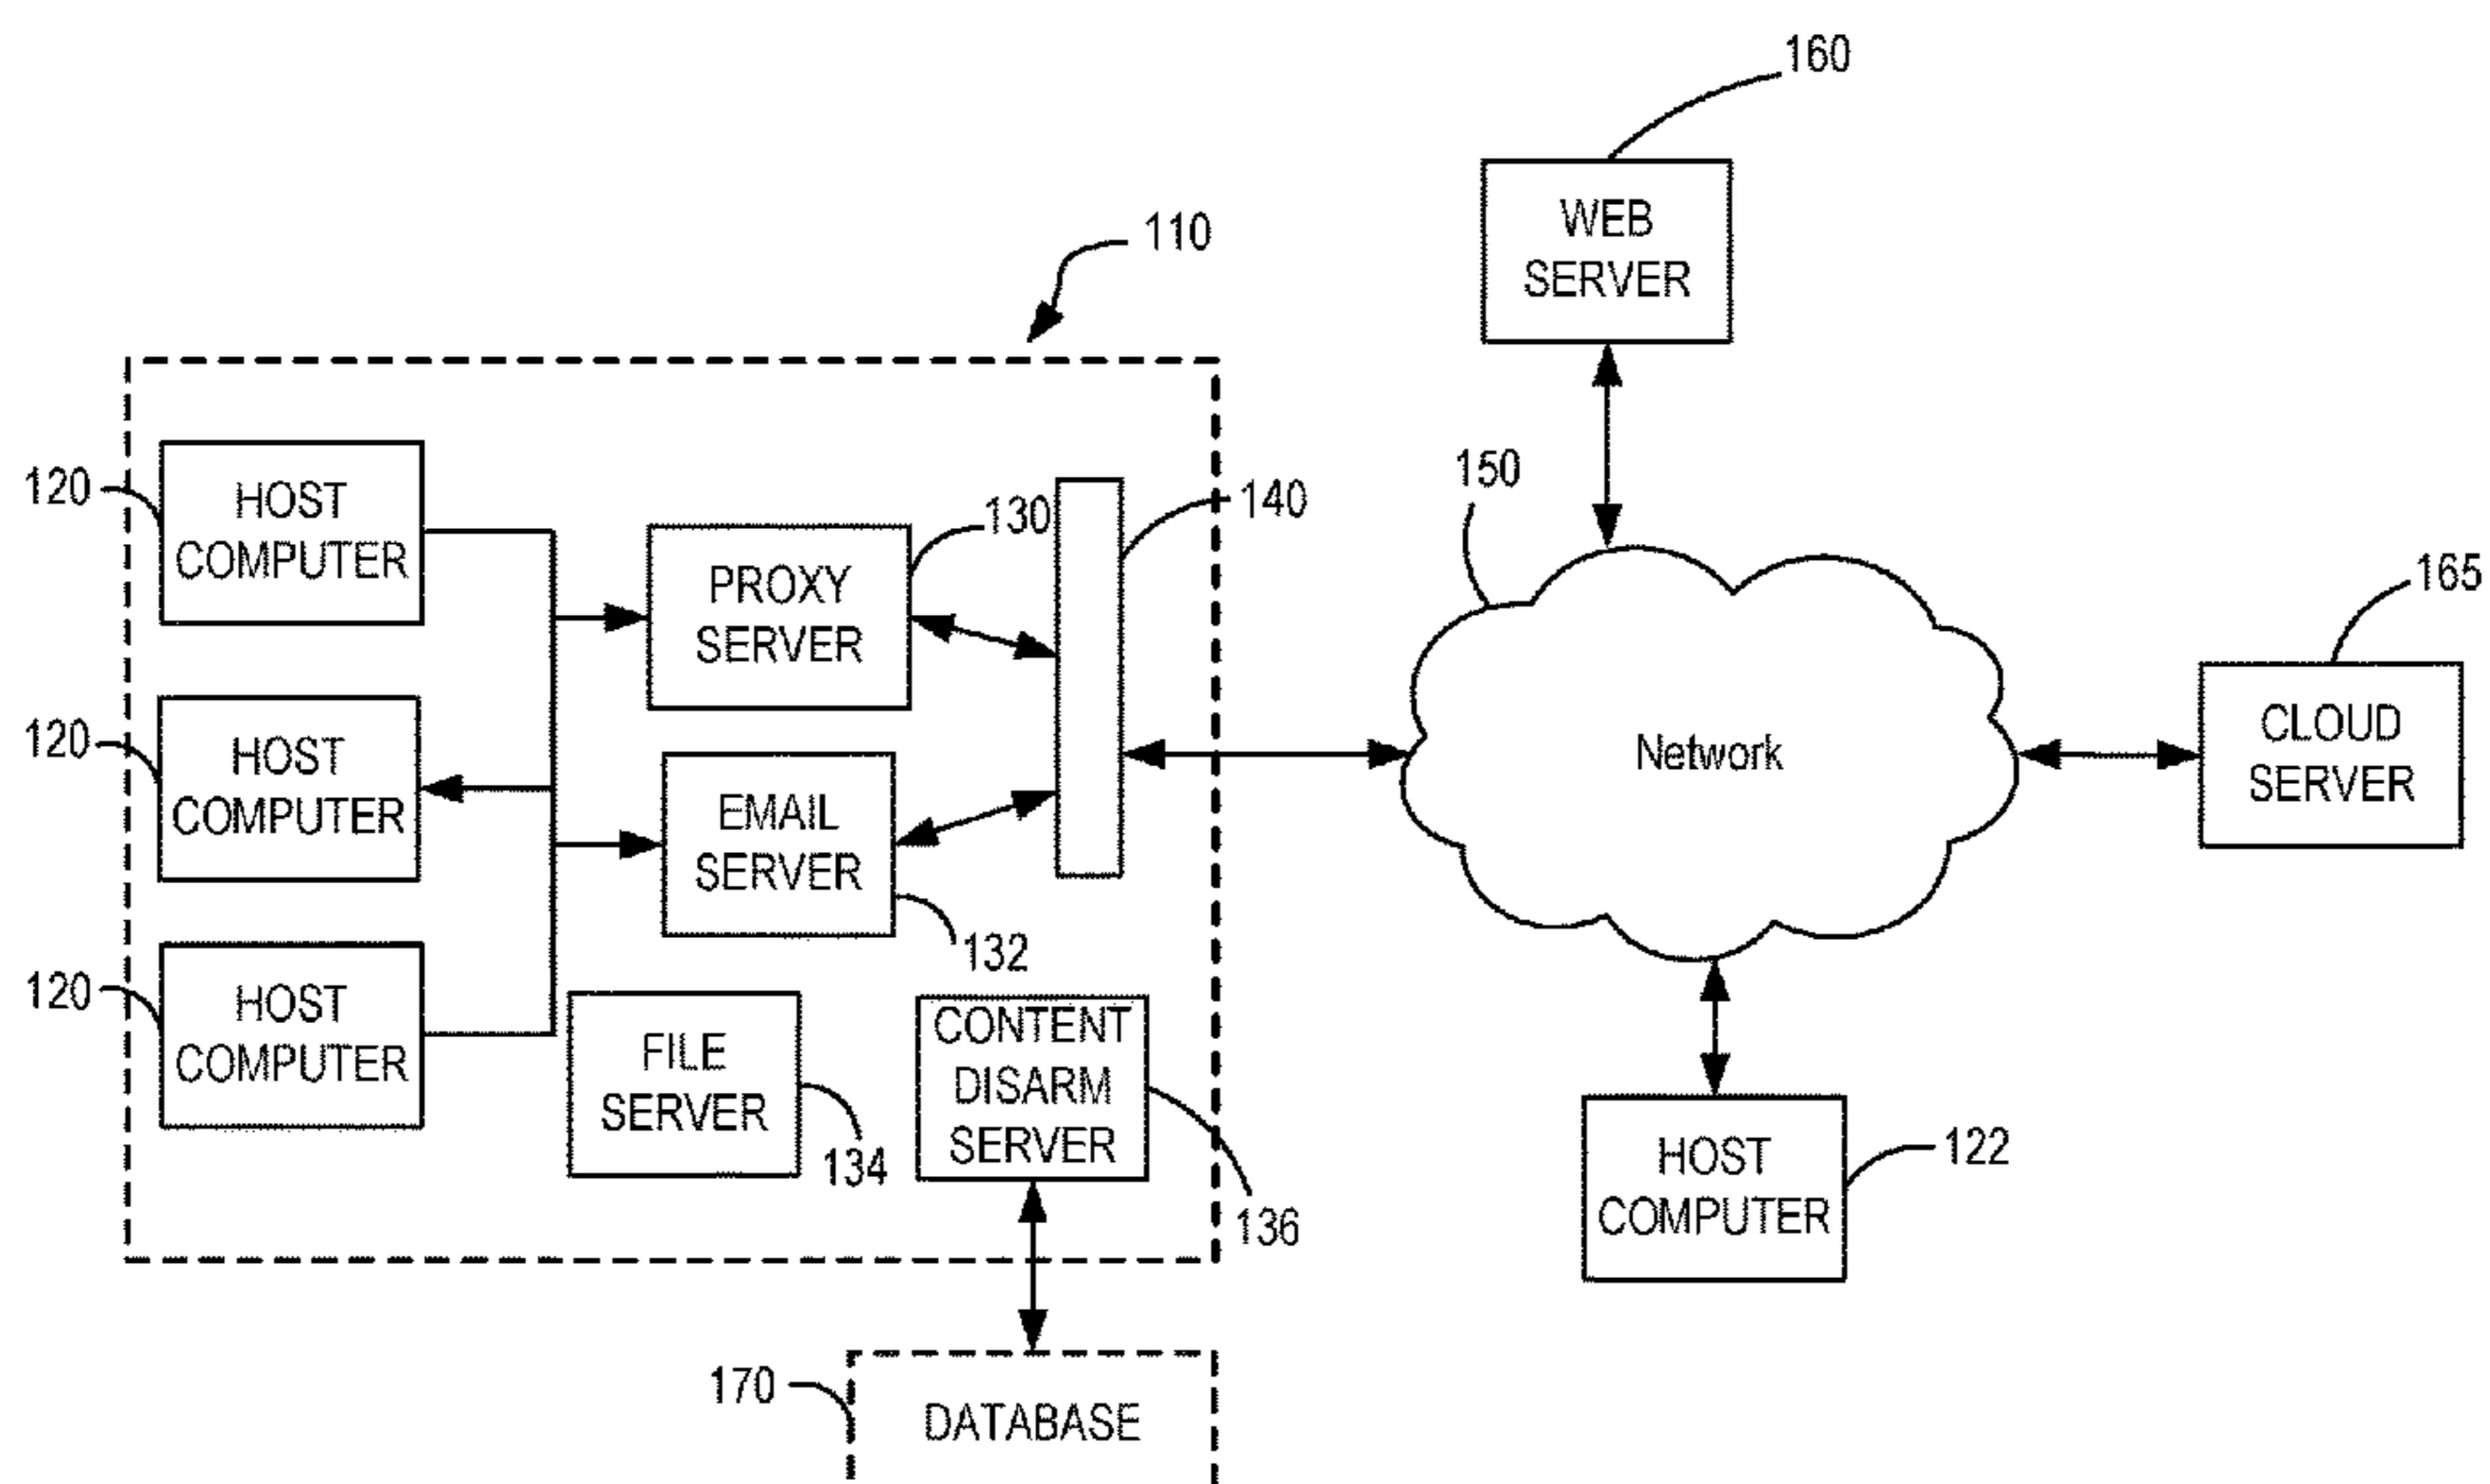 160
WEB
SERVER
110
120
HOST
COMPUTER
130
PROXY
SERVER
140
150
165
CLOUD
SERVER
Network
120
HOST
COMPUTER
EMAIL
SERVER
132
120
HOST
COMPUTER
FILE
SERVER
134
CONTENT
DISARM
SERVER
136
HOST
COMPUTER
122
170
DATABASE